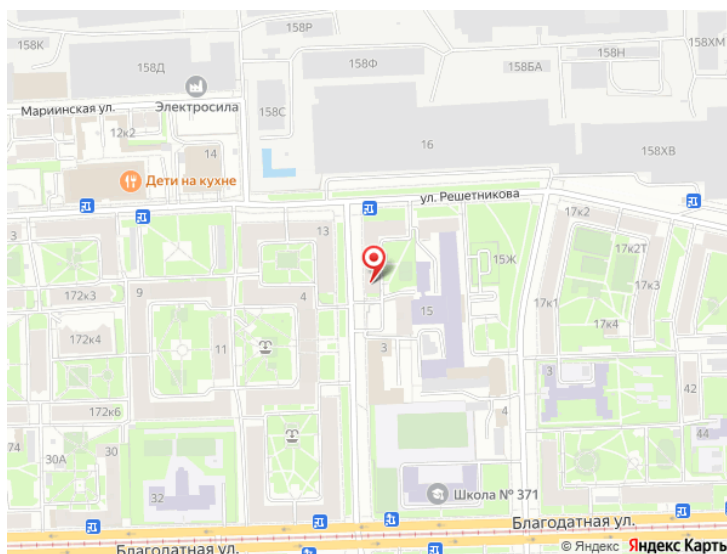 158К
158Р
158ХМ
158Д
158Ф
158БА
158Н
Мариинская ул.
Электросила
158С
12к2
14
16
158ХВ
Дети на кухне
ул. Решетникова
3
13
17к2
17к2Т
15Ж
172к3
9
4
17к3
17к1
15
172к4
11
3
17к4
3
42
172к6
4
74
30А
44
32
Школа № 371
Благодатная ул.
Благодатная ул.
© Яндекс Яндекс Карты